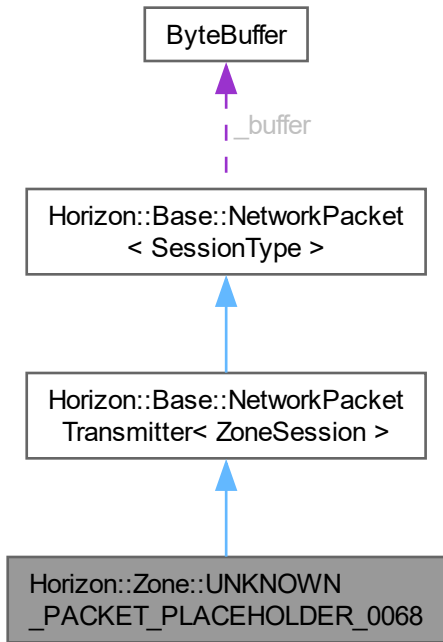 ByteBuffer
_buffer
Horizon::Base::NetworkPacket
< SessionType >
Horizon::Base::NetworkPacket
Transmitter< ZoneSession >
Horizon::Zone::UNKNOWN
_PACKET_PLACEHOLDER_0068